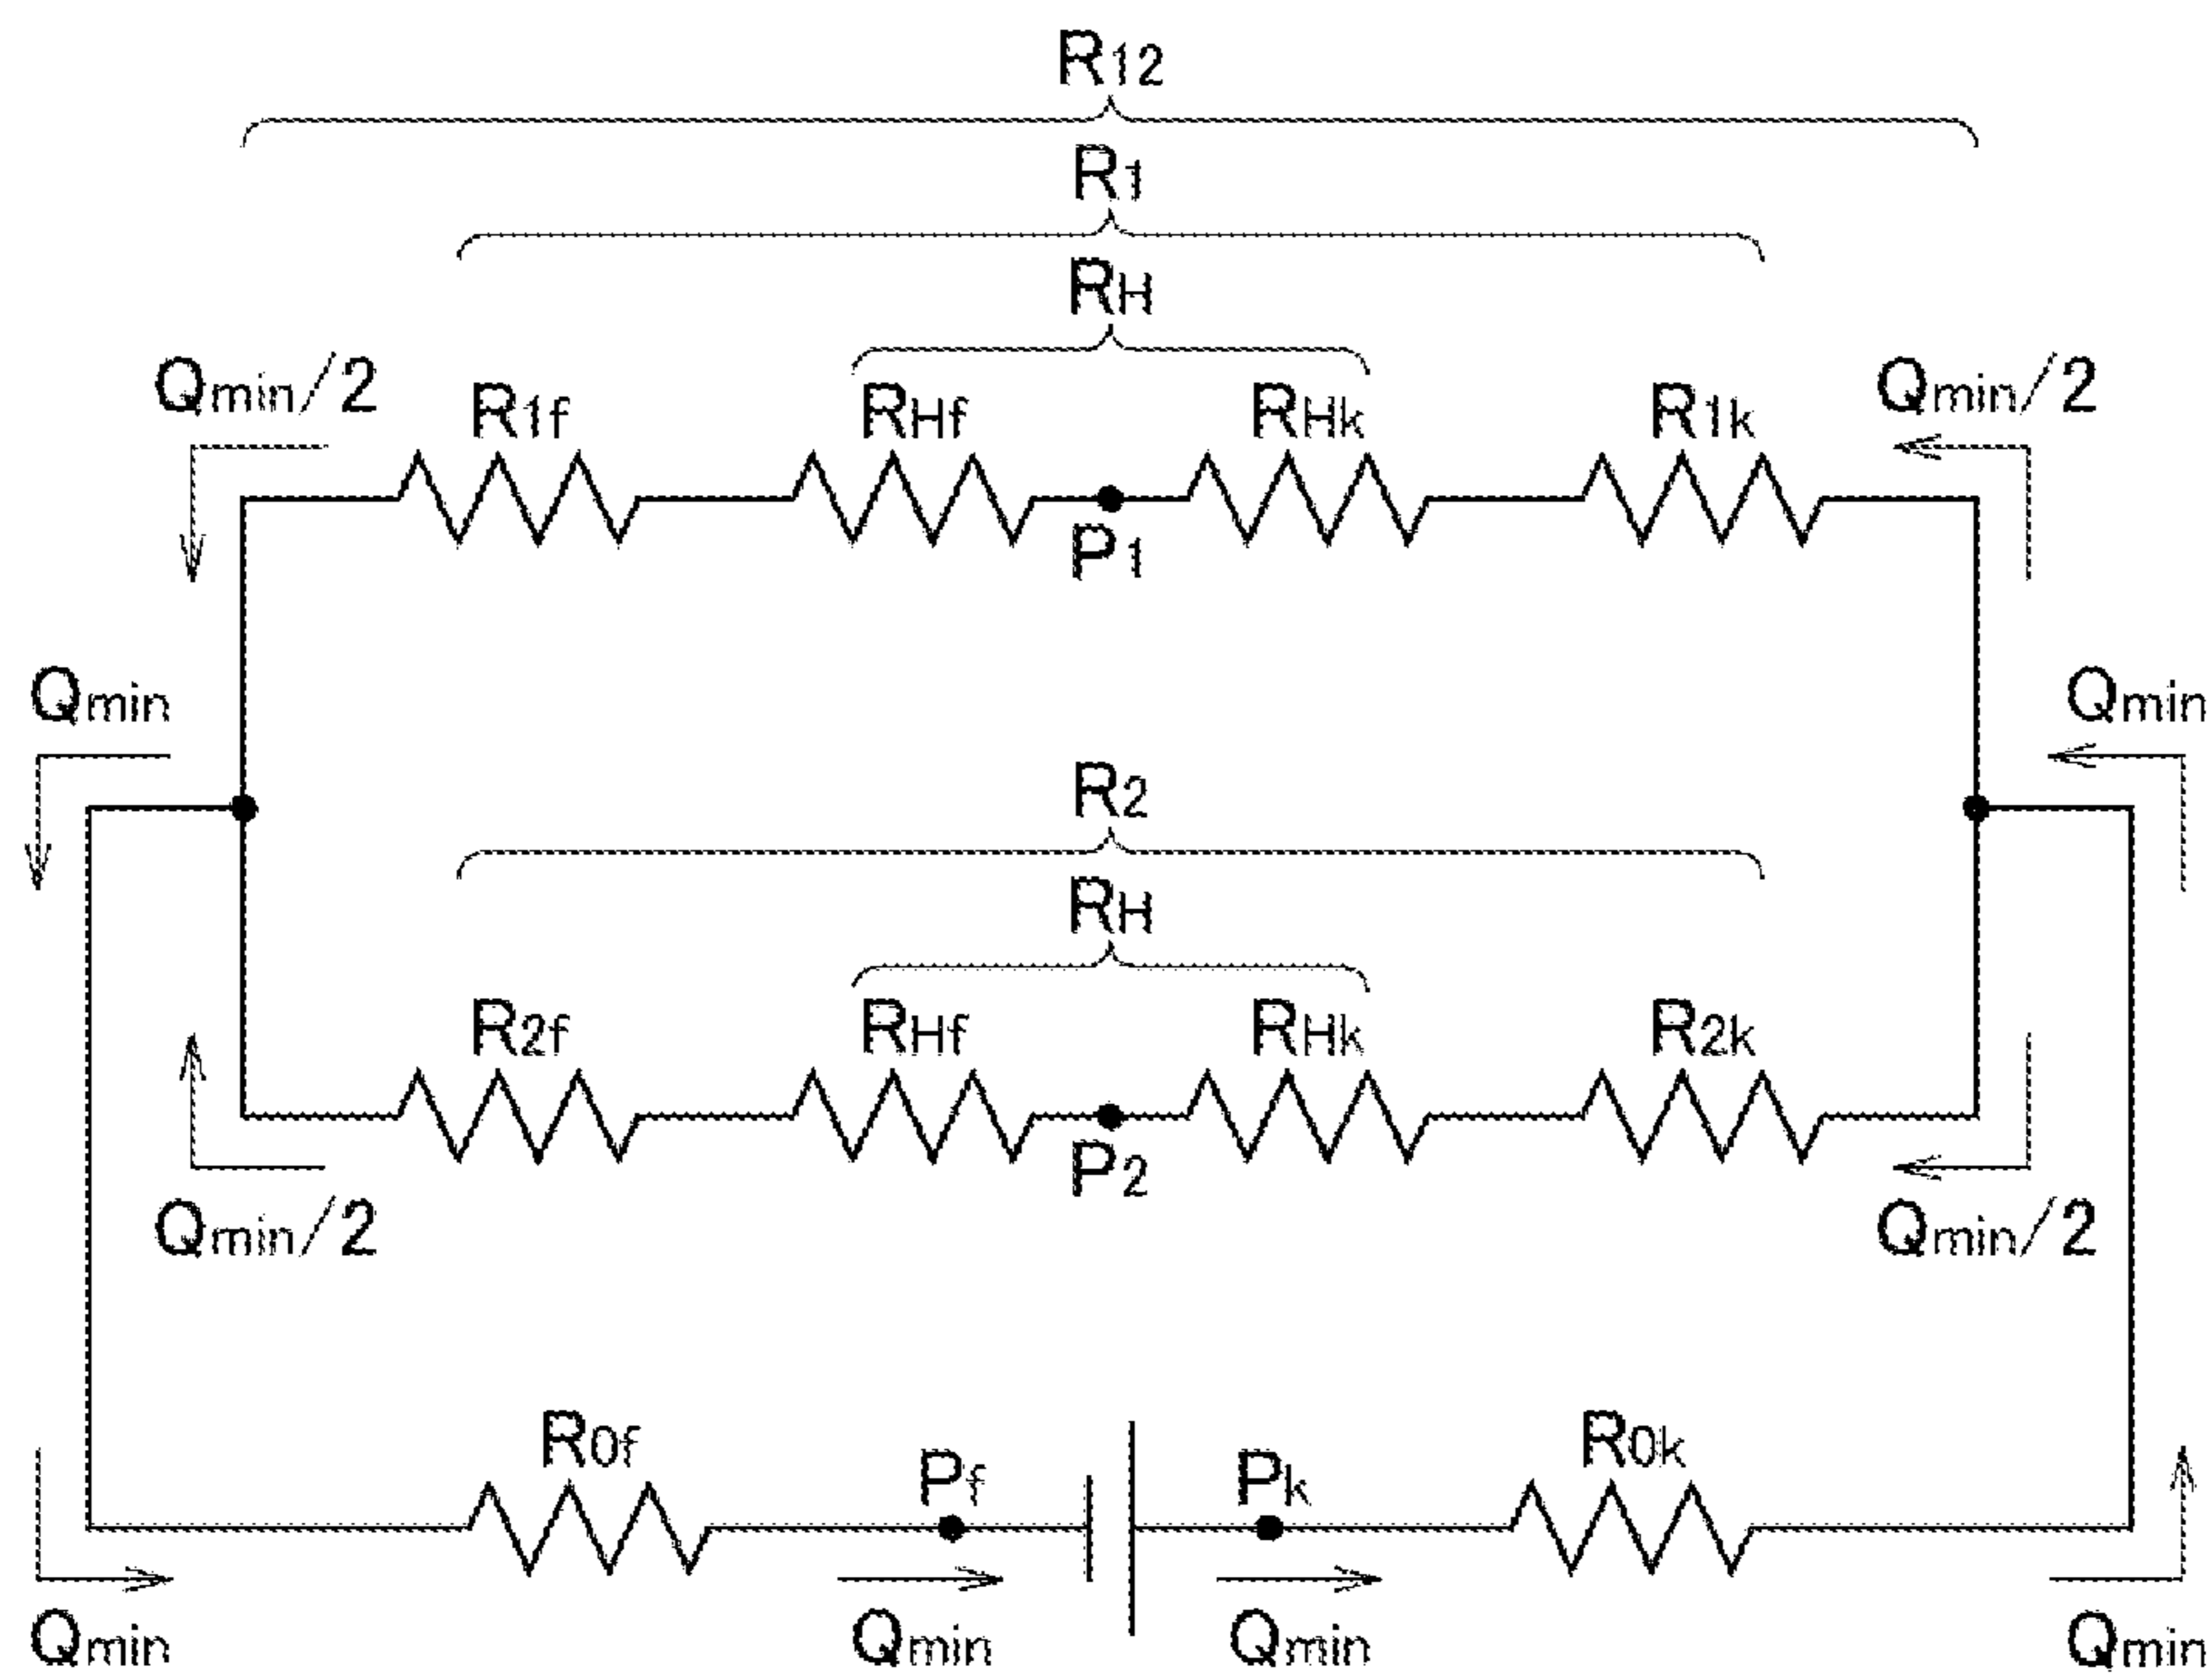 R12
R1
RH
Qmin/2 R1f RHf RHk R1k Qmin/2
P1
Qmin Qmin
R2
RH
R2f RHf RHk R2k
P2
Qmin/2 Qmin/2
R0f Pf Pk R0k
Qmin Qmin Qmin Qmin